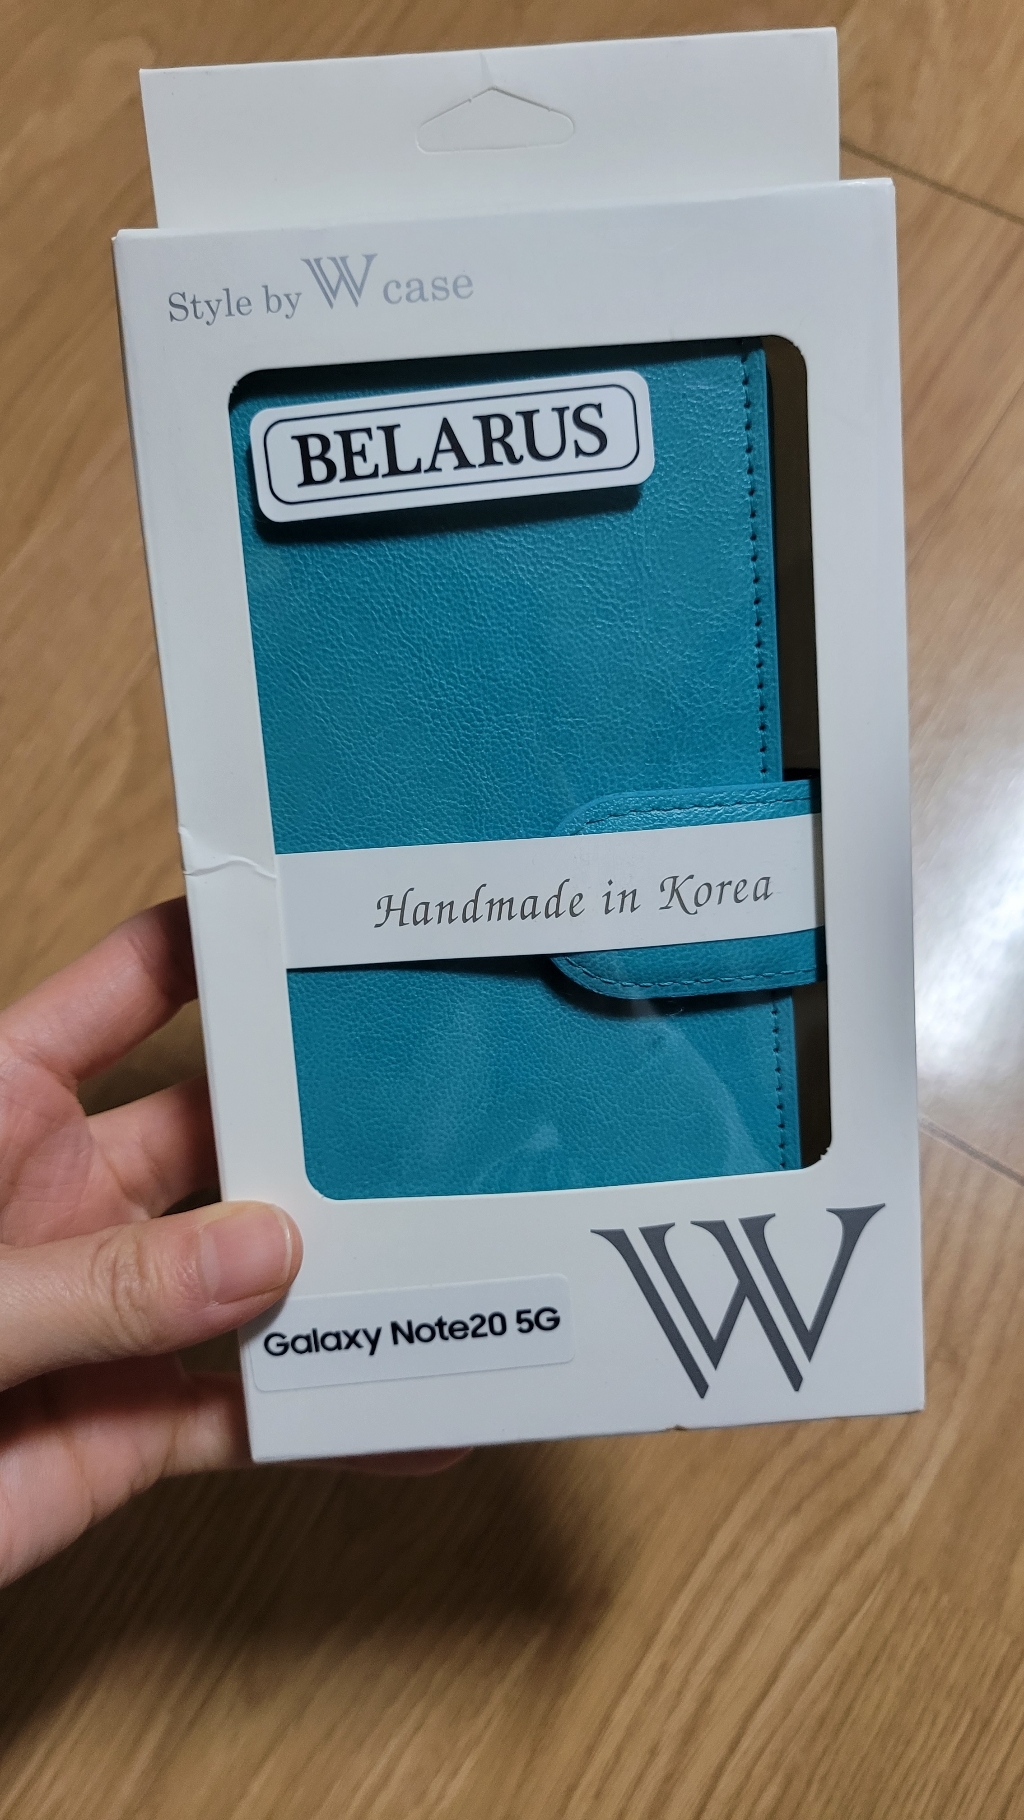 Style by W case
BELARUS
Handmade in Korea
Galaxy Note20 5G
W